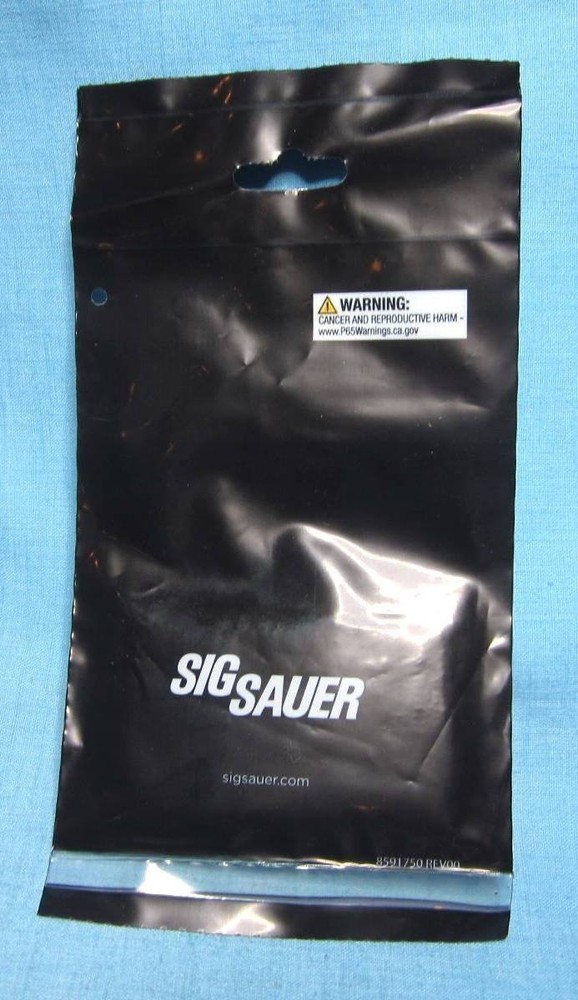 WARNING:
CANCER AND REPRODUCTIVE HARM -
www.P65Warnings.ca.gov
SIG SAUER
sigsauer.com
8591750 REV00